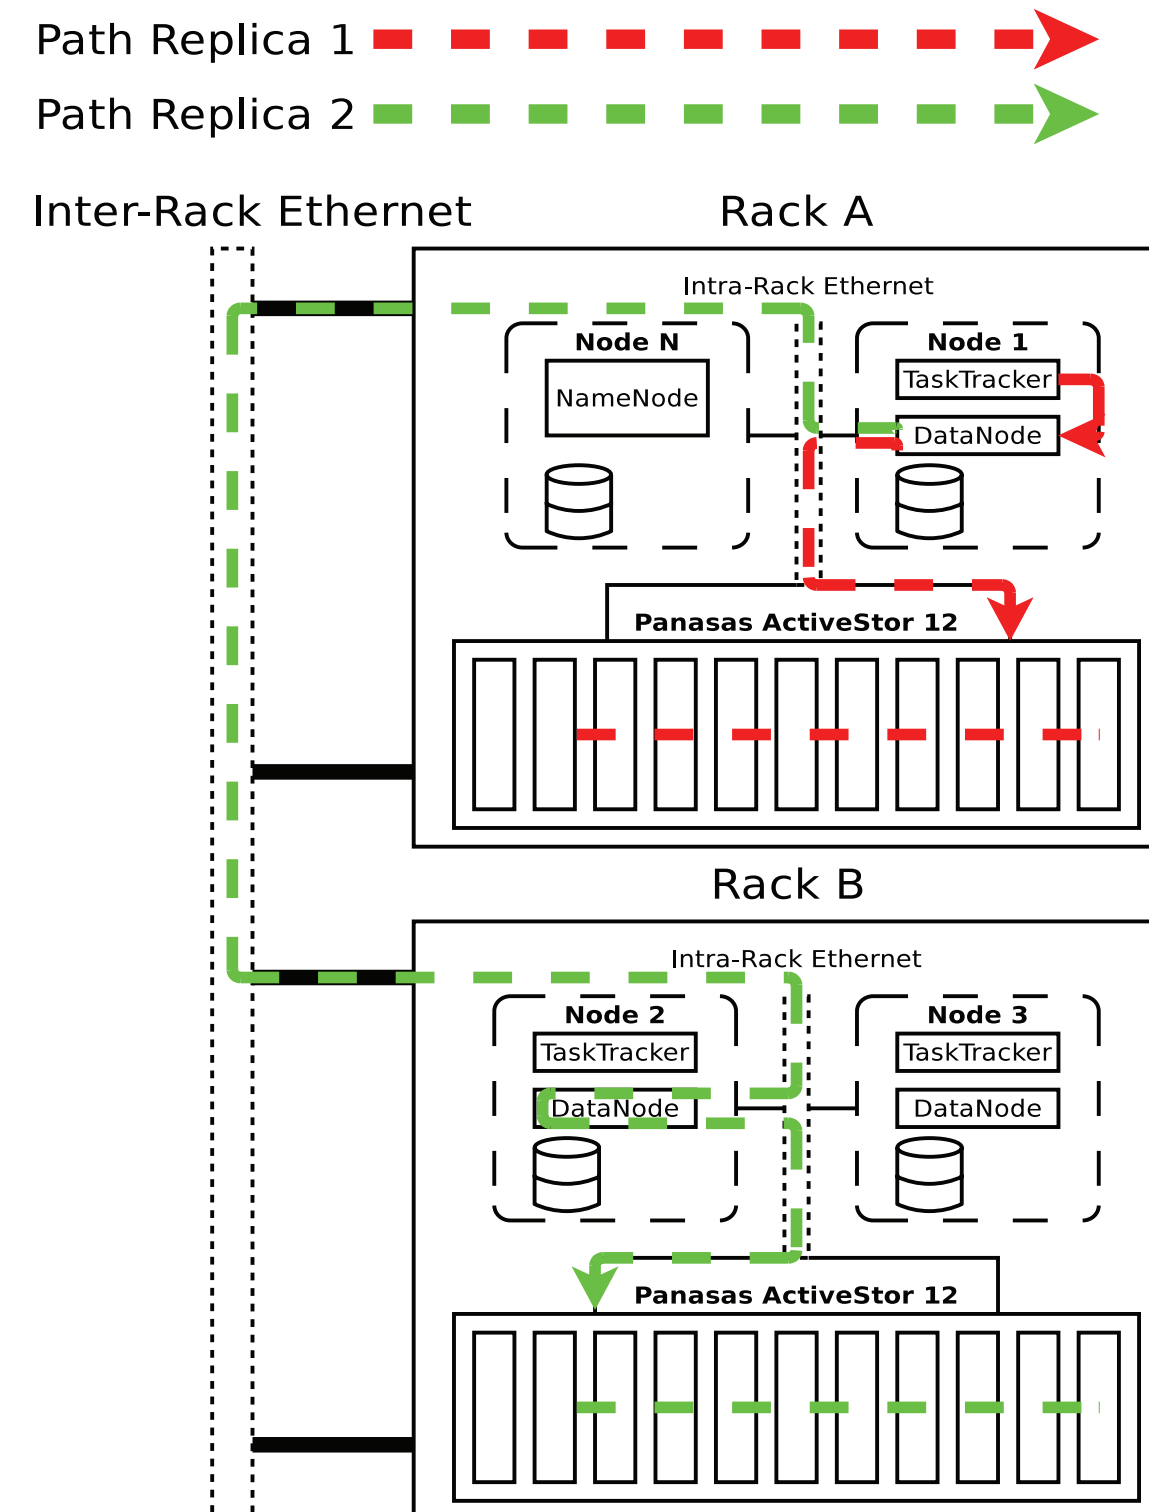 Path Replica 1
Path Replica 2
Inter-Rack Ethernet
Rack A
Intra-Rack Ethernet
Node N
NameNode
Node 1
TaskTracker
DataNode
Panasas ActiveStor 12
Rack B
Intra-Rack Ethernet
Node 2
TaskTracker
DataNode
Node 3
TaskTracker
DataNode
Panasas ActiveStor 12